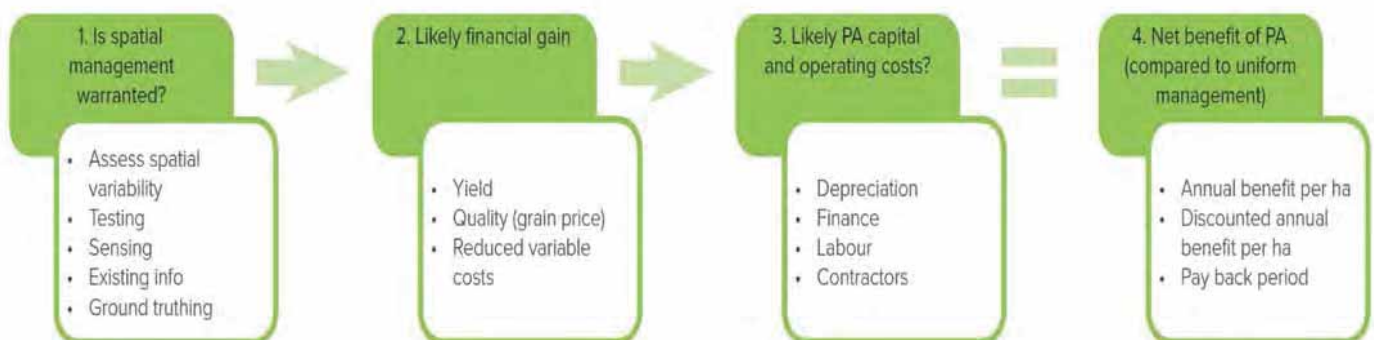 1. Is spatial
management
warranted?
• Assess spatial
variability
• Testing
• Sensing
• Existing info
• Ground truthing
2. Likely financial gain
• Yield
• Quality (grain price)
• Reduced variable
costs
3. Likely PA capital
and operating costs?
• Depreciation
• Finance
• Labour
• Contractors
4. Net benefit of PA
(compared to uniform
management)
• Annual benefit per ha
• Discounted annual
benefit per ha
• Pay back period